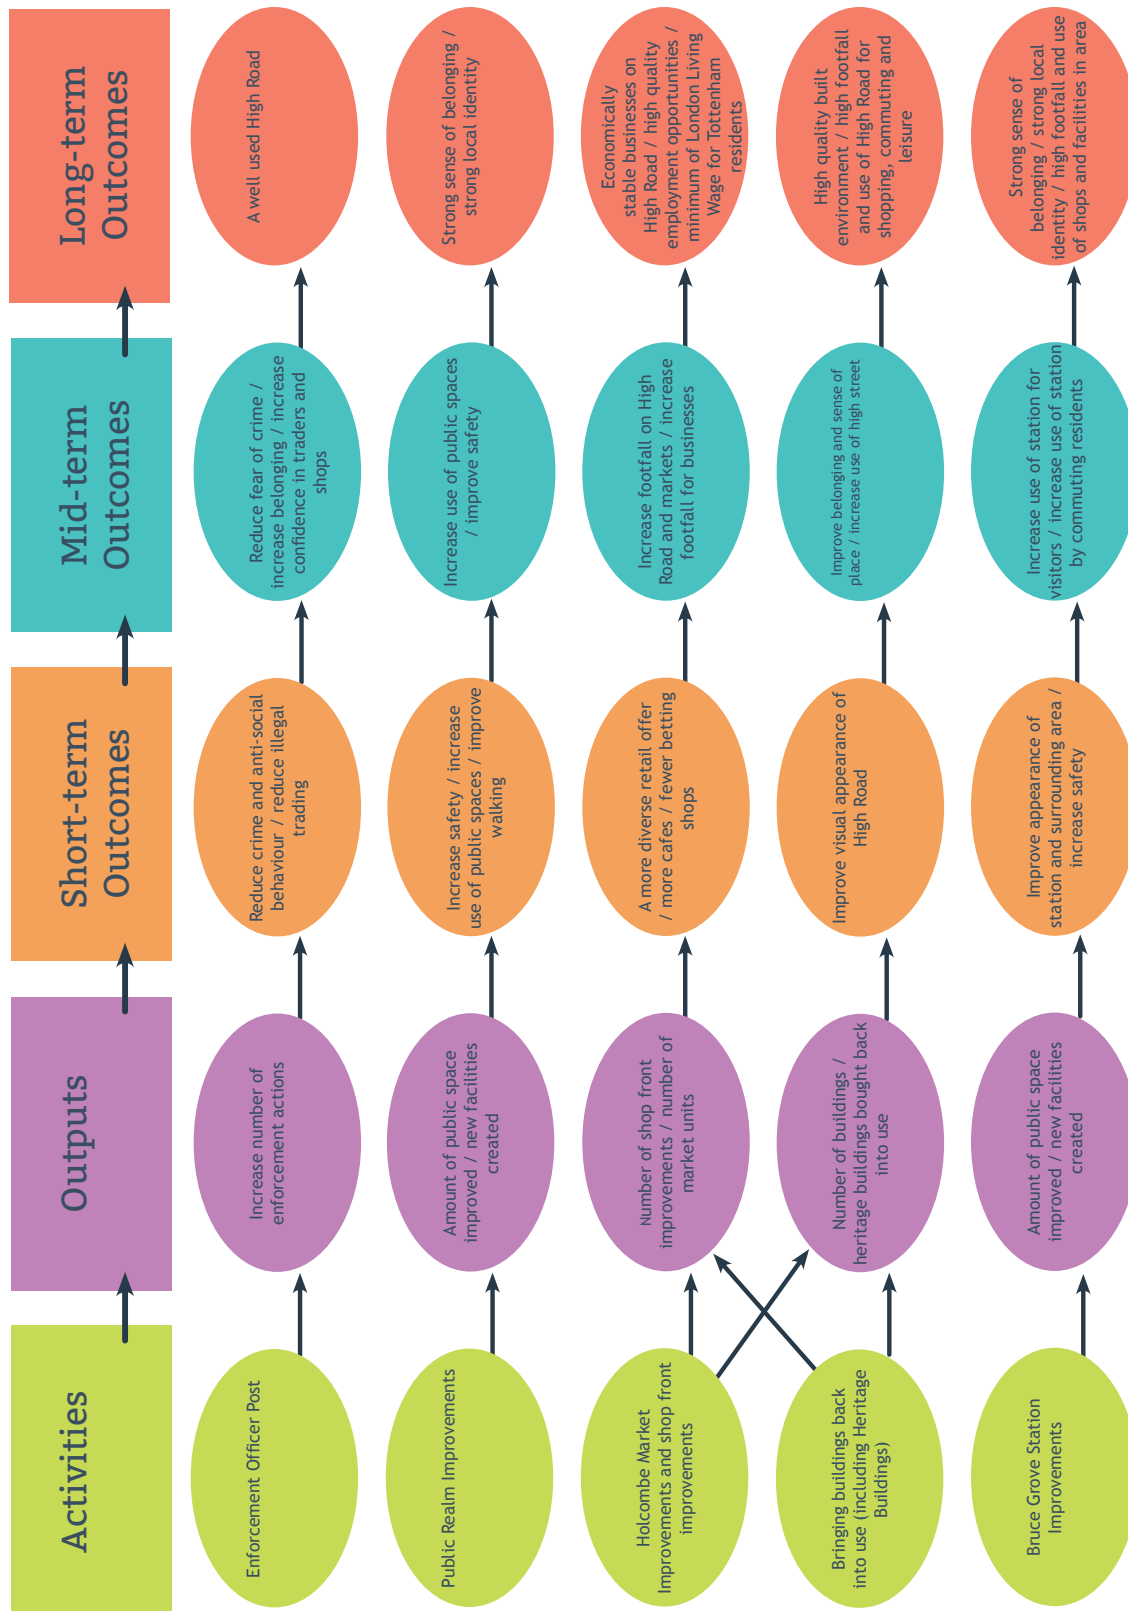 Activities
Outputs
Short-term
Outcomes
Mid-term
Outcomes
Long-term
Outcomes
Enforcement Officer Post
Increase number of
enforcement actions
Reduce crime and anti-social
behaviour / reduce illegal
trading
Reduce fear of crime /
increase belonging / increase
confidence in traders and
shops
A well used High Road
Public Realm Improvements
Amount of public space
improved / new facilities
created
Increase safety / increase
use of public spaces / improve
walking
Increase use of public spaces
/ improve safety
Strong sense of belonging /
strong local identity
Holcombe Market
Improvements and shop front
improvements
Number of shop front
improvements / number of
market units
A more diverse retail offer
/ more cafes / fewer betting
shops
Increase footfall on High
Road and markets / increase
footfall for businesses
Economically
stable businesses on
High Road / high quality
employment opportunities /
minimum of London Living
Wage for Tottenham
residents
Bringing buildings back
into use (including Heritage
Buildings)
Number of buildings /
heritage buildings bought back
into use
Improve visual appearance of
High Road
Improve belonging and sense of
place / increase use of high street
High quality built
environment / high footfall
and use of High Road for
shopping, commuting and
leisure
Bruce Grove Station
Improvements
Amount of public space
improved / new facilities
created
Improve appearance of
station and surrounding area /
increase safety
Increase use of station for
visitors / increase use of station
by commuting residents
Strong sense of
belonging / strong local
identity / high footfall and use
of shops and facilities in area